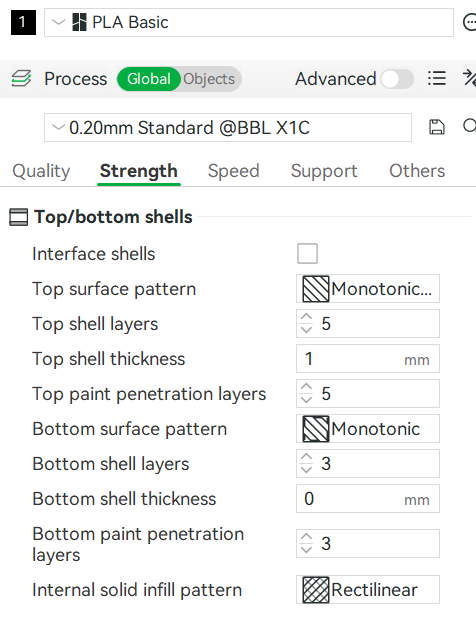 1 PLA Basic
Process Global Objects Advanced
0.20mm Standard @BBL X1C
Quality Strength Speed Support Others
Top/bottom shells
Interface shells
Top surface pattern Monotonic...
Top shell layers 5
Top shell thickness 1 mm
Top paint penetration layers 5
Bottom surface pattern Monotonic
Bottom shell layers 3
Bottom shell thickness 0 mm
Bottom paint penetration
layers 3
Internal solid infill pattern Rectilinear